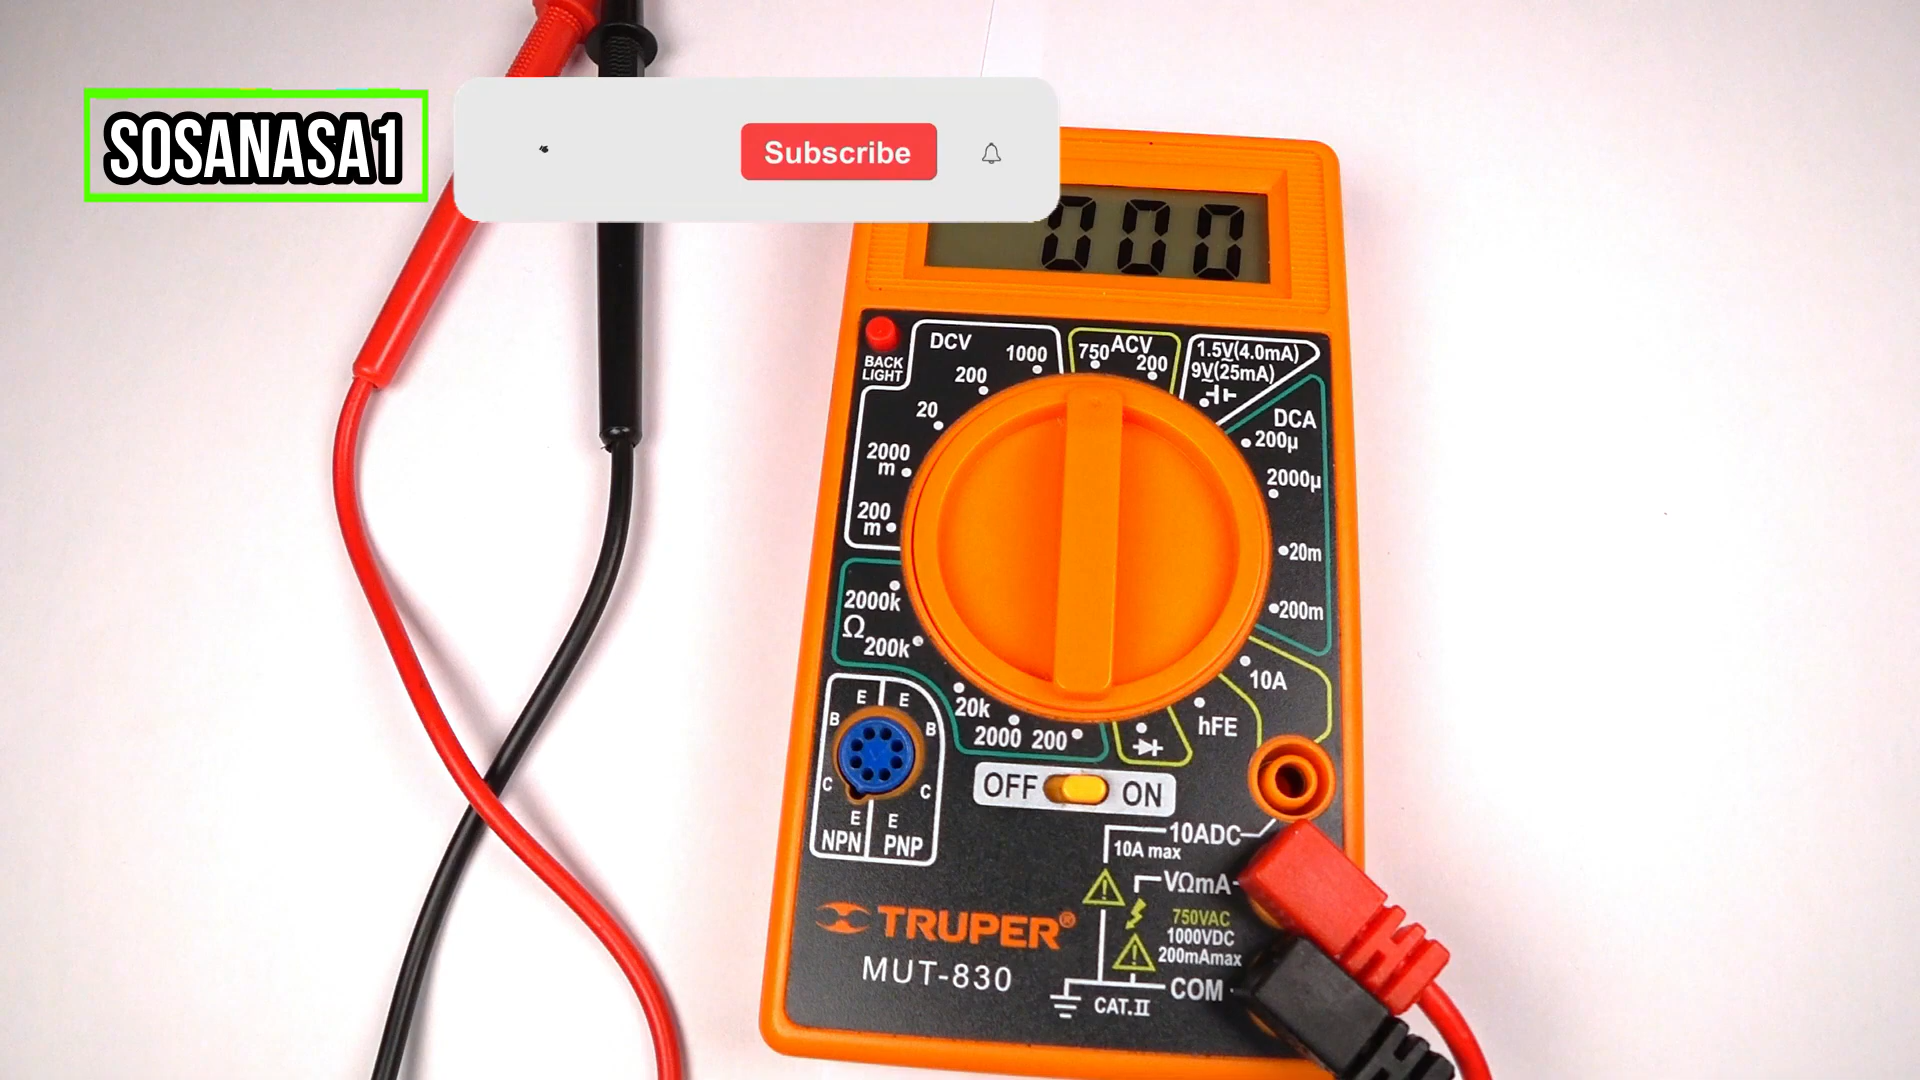 SOSANASA1
Subscribe
000
BACK
LIGHT
DCV
1000
200
20
2000
m
200
m
750
ACV
200
1.5V(4.0mA)
9V(25mA)
DCA
200µ
2000µ
20m
200m
10A
hFE
2000k
Ω
200k
20k
2000
200
E
E
B
B
C
C
E
E
NPN
PNP
OFF
ON
10ADC
10A max
VΩmA
750VAC
1000VDC
200mAmax
COM
CAT.II
TRUPER®
MUT-830